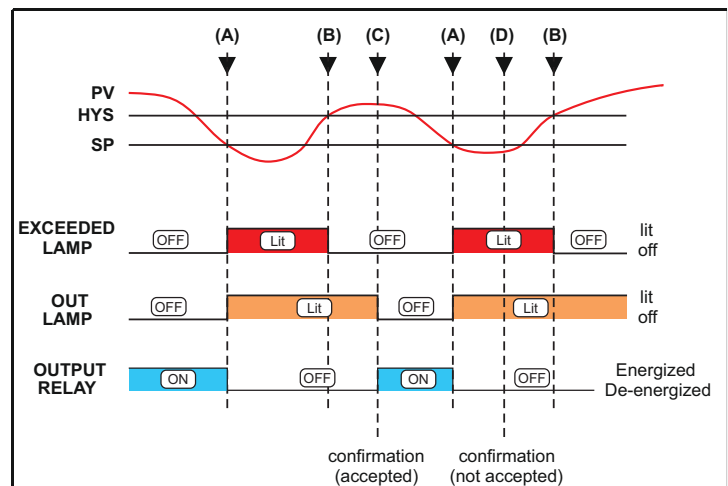 (A) (B) (C) (A) (D) (B)
PV
HYS
SP
EXCEEDED
LAMP
OFF Lit OFF Lit OFF
lit
off
OUT
LAMP
OFF Lit OFF Lit
lit
off
OUTPUT
RELAY
ON OFF ON OFF
Energized
De-energized
confirmation
(accepted)
confirmation
(not accepted)